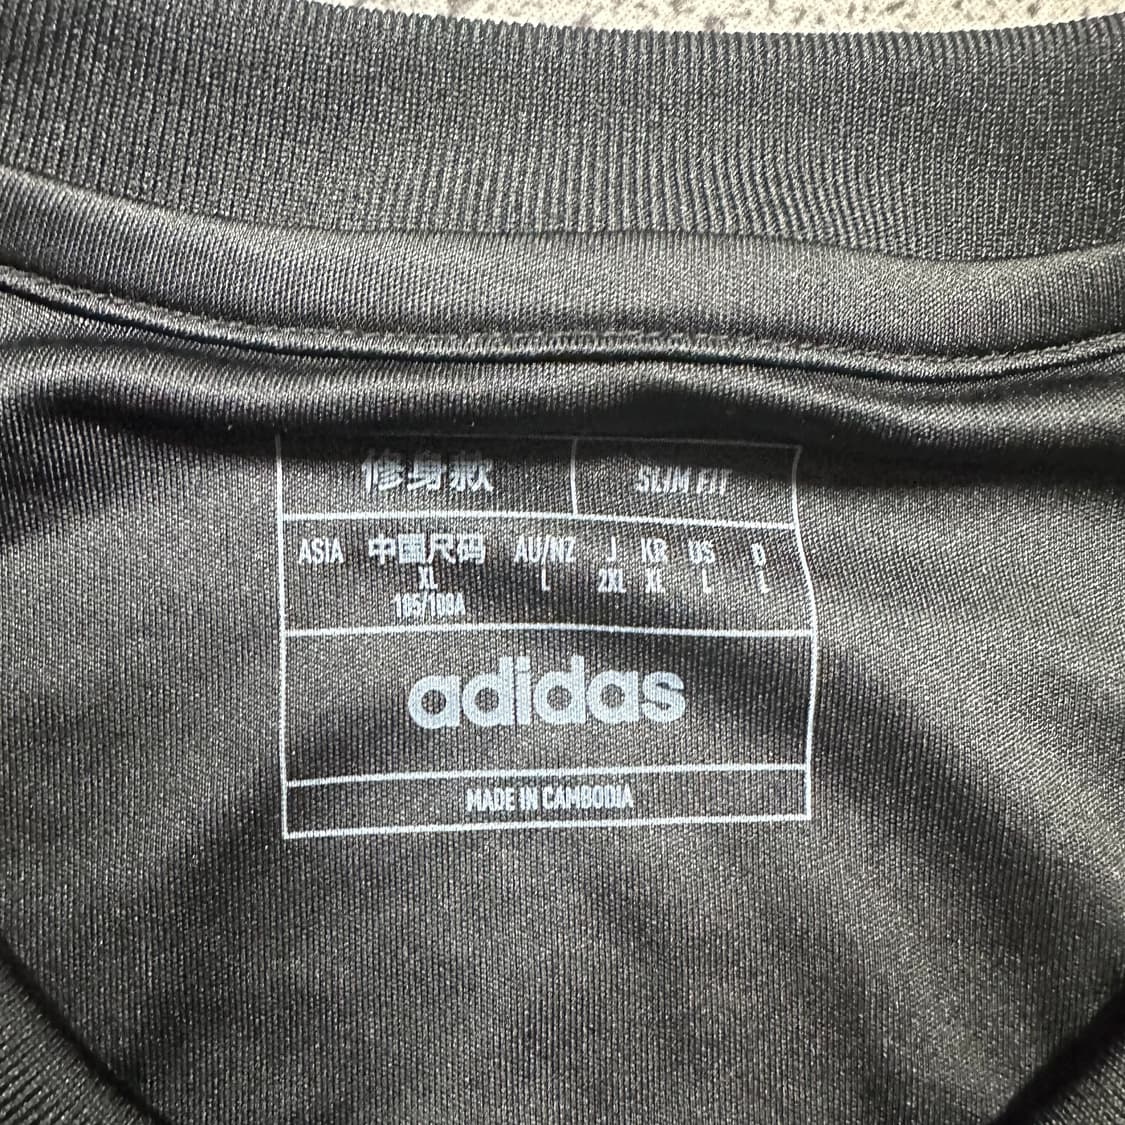 修身款 SLIM FIT
ASIA 中国尺码 AU/NZ J KR US D
XL L 2XL XL L L
185/108A
adidas
MADE IN CAMBODIA